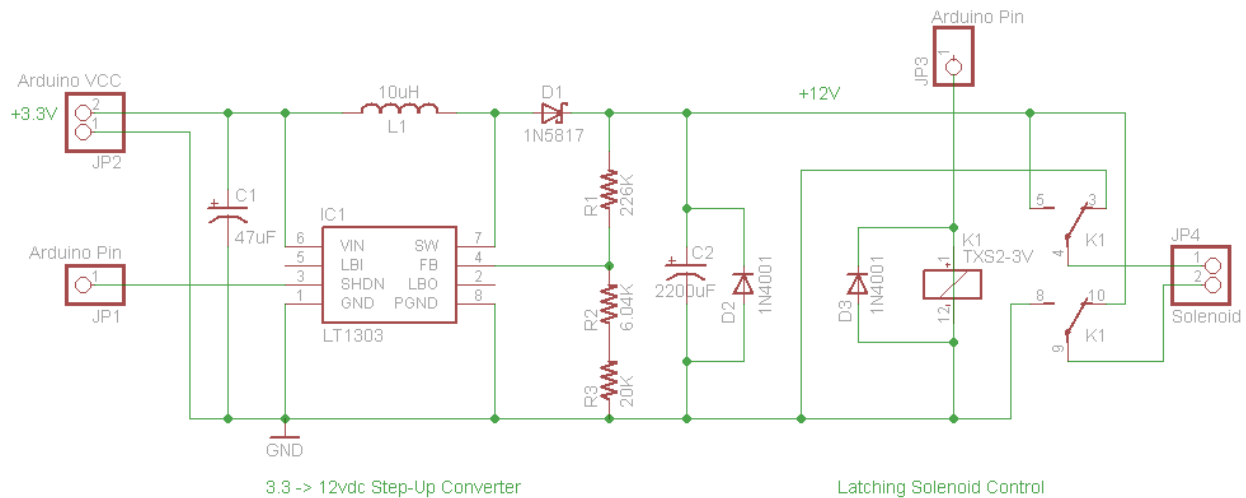 Arduino Pin
1
JP3
Arduino VCC
+3.3V
2
1
JP2
10uH
L1
D1
1N5817
+12V
C1
47uF
R1
226K
IC1
6 VIN SW 7
5 LBI FB 4
3 SHDN LBO 2
1 GND PGND 8
LT1303
Arduino Pin
1
JP1
R2
6.04K
R3
20K
C2
2200uF
D2
1N4001
D3
1N4001
K1
TXS2-3V
1
12
5 3
4
K1
8 10
9
K1
JP4
1
2
Solenoid
GND
3.3 -> 12vdc Step-Up Converter
Latching Solenoid Control